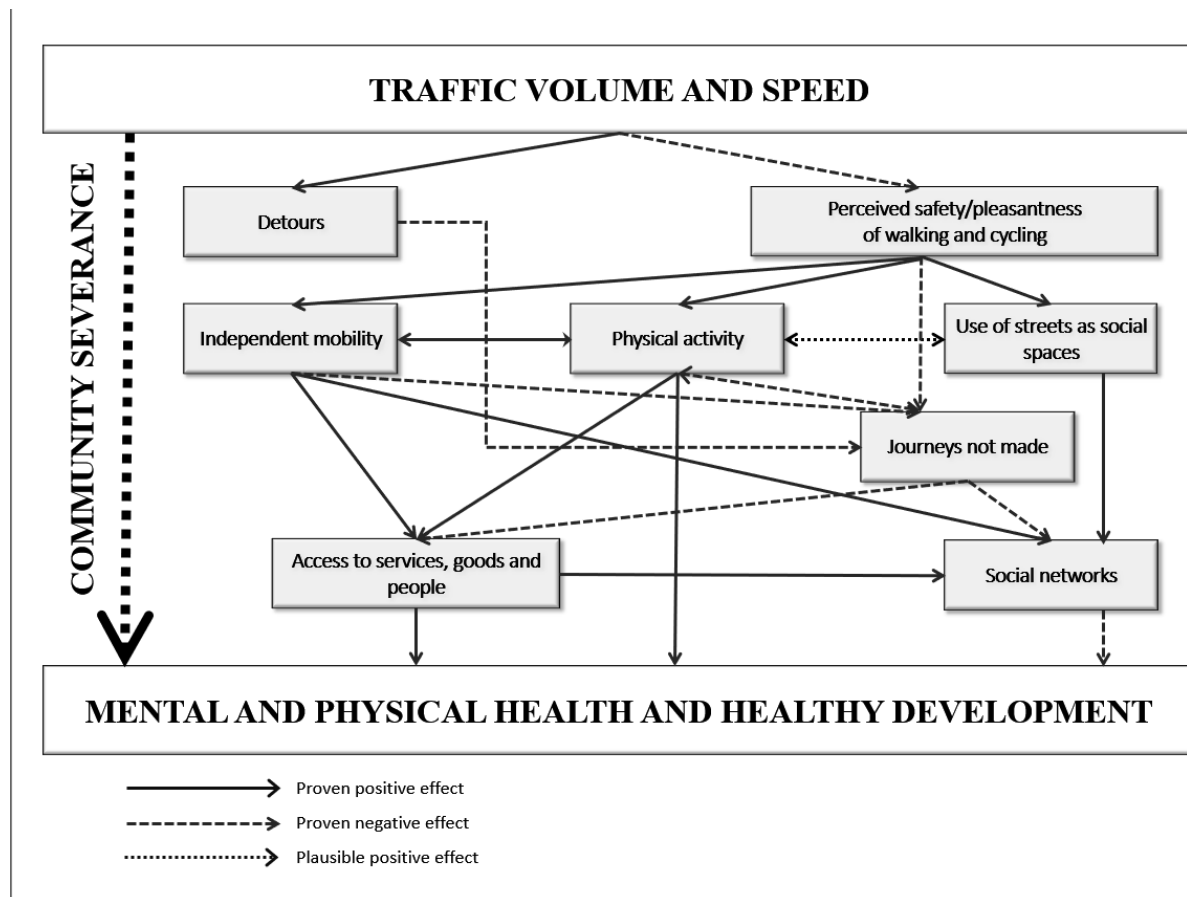 TRAFFIC VOLUME AND SPEED
COMMUNITY SEVERANCE
Detours
Perceived safety/pleasantness
of walking and cycling
Independent mobility
Physical activity
Use of streets as social
spaces
Journeys not made
Access to services, goods and
people
Social networks
MENTAL AND PHYSICAL HEALTH AND HEALTHY DEVELOPMENT
Proven positive effect
Proven negative effect
Plausible positive effect